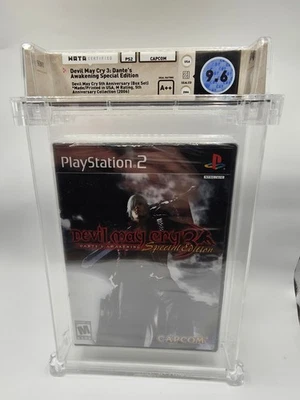 WATA CERTIFIED PS2 CAPCOM USA
Devil May Cry 3: Dante's
Awakening Special Edition
Devil May Cry 5th Anniversary (Box Set)
*Made/Printed in USA, M Rating, 5th
Anniversary Collection (2006)
A++
9.6
PlayStation 2
Devil May Cry 3
DANTE'S AWAKENING Special Edition
M
CAPCOM